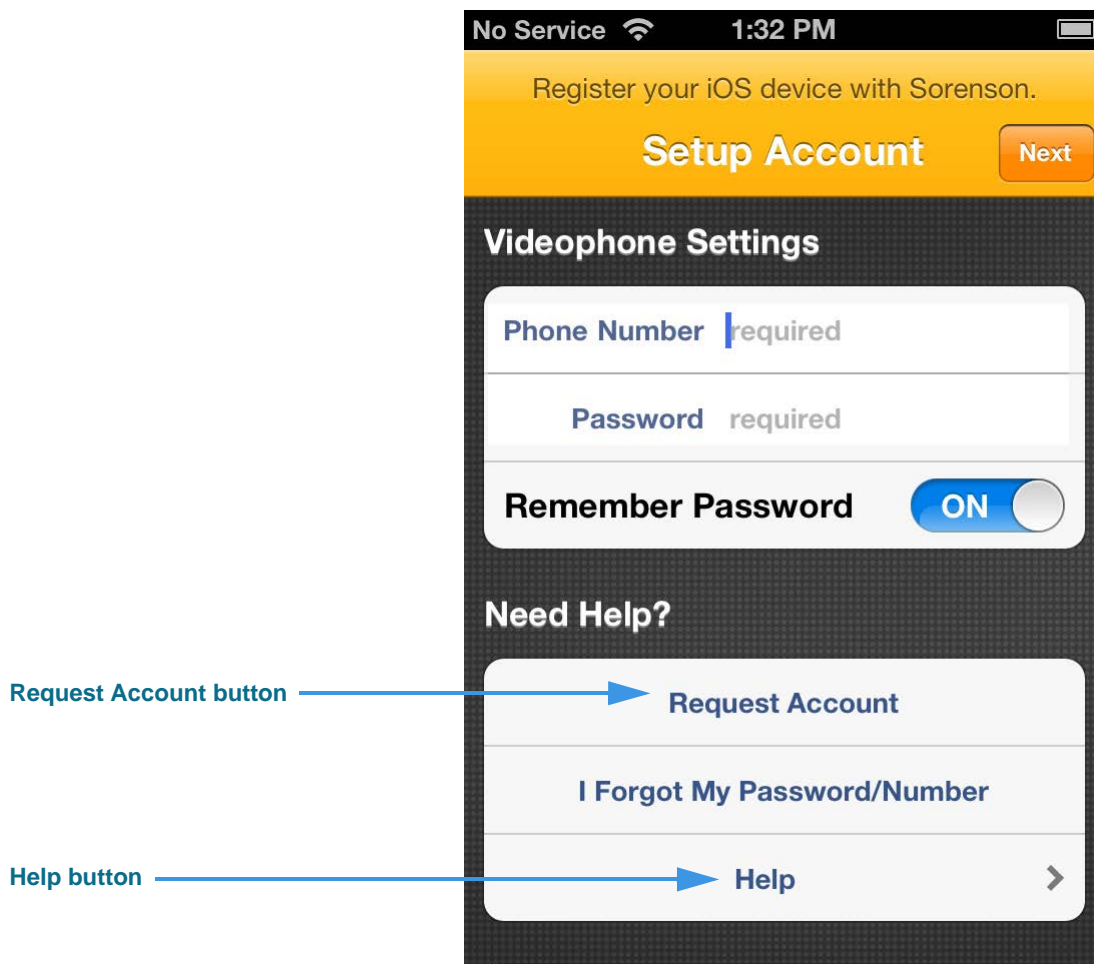 No Service 1:32 PM
Register your iOS device with Sorenson.
Setup Account Next
Videophone Settings
Phone Number required
Password required
Remember Password ON
Need Help?
Request Account button Request Account
I Forgot My Password/Number
Help button Help